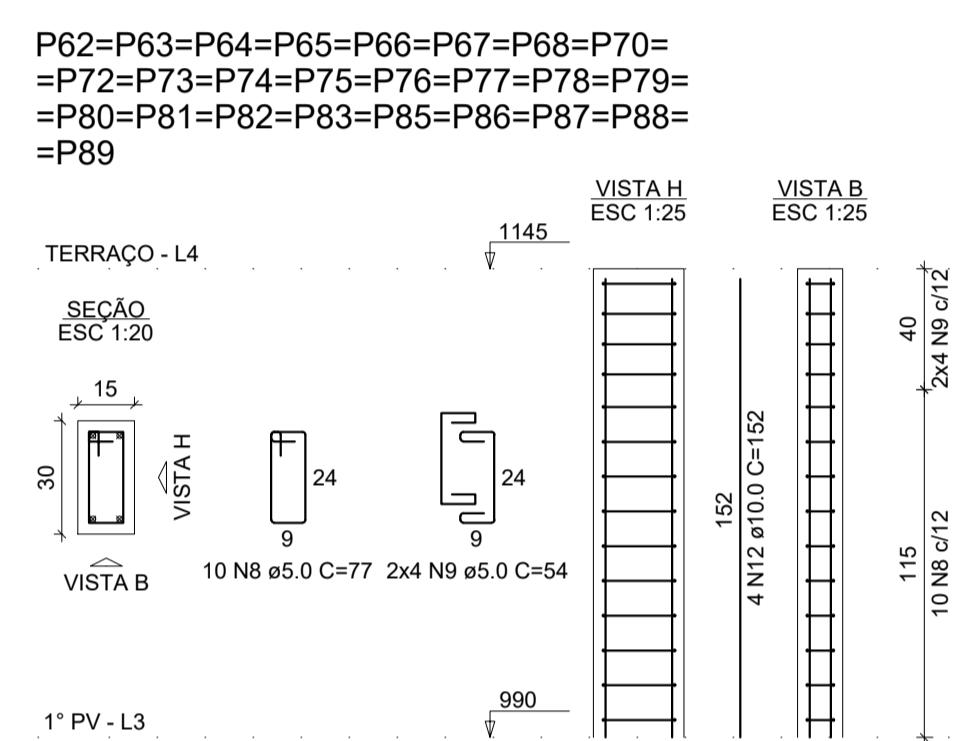 P62=P63=P64=P65=P66=P67=P68=P70=
=P72=P73=P74=P75=P76=P77=P78=P79=
=P80=P81=P82=P83=P85=P86=P87=P88=
=P89
VISTA H
ESC 1:25
VISTA B
ESC 1:25
TERRAÇO - L4
1145
SEÇÃO
ESC 1:20
15
30
VISTA H
VISTA B
24
9
10 N8 ø5.0 C=77
24
9
2x4 N9 ø5.0 C=54
152
4 N12 ø10.0 C=152
40
2x4 N9 c/12
115
10 N8 c/12
1° PV - L3
990